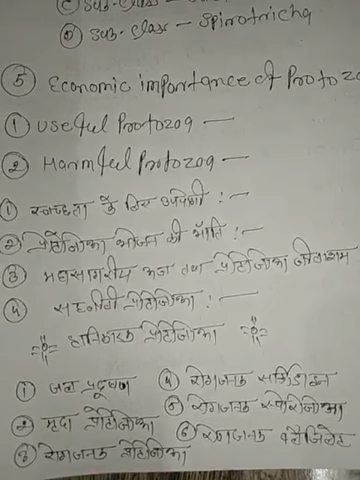 (C) Sub-Class -
(D) Sub-Class - Spirotricha
(5) Economic importance of Protozo
(1) Useful Protozoa —
(2) Harmful Protozoa —
(1) स्वच्छता के लिए उपयोगी : —
(2) प्रोटोजोआ भोजन की भाँति : —
(3) महासागरीय तथा प्रोटोजोआ जीवाश्म
(4) सहजीवी प्रोटोजोआ : —
हानिकारक प्रोटोजोआ
(1) जल प्रदूषण (4) रोगजनक
(2) मृदा प्रोटोजोआ (5) रोगजनक स्पोरोजोआ
(3) रोगजनक प्रोटोजोआ (6) रोगजनक